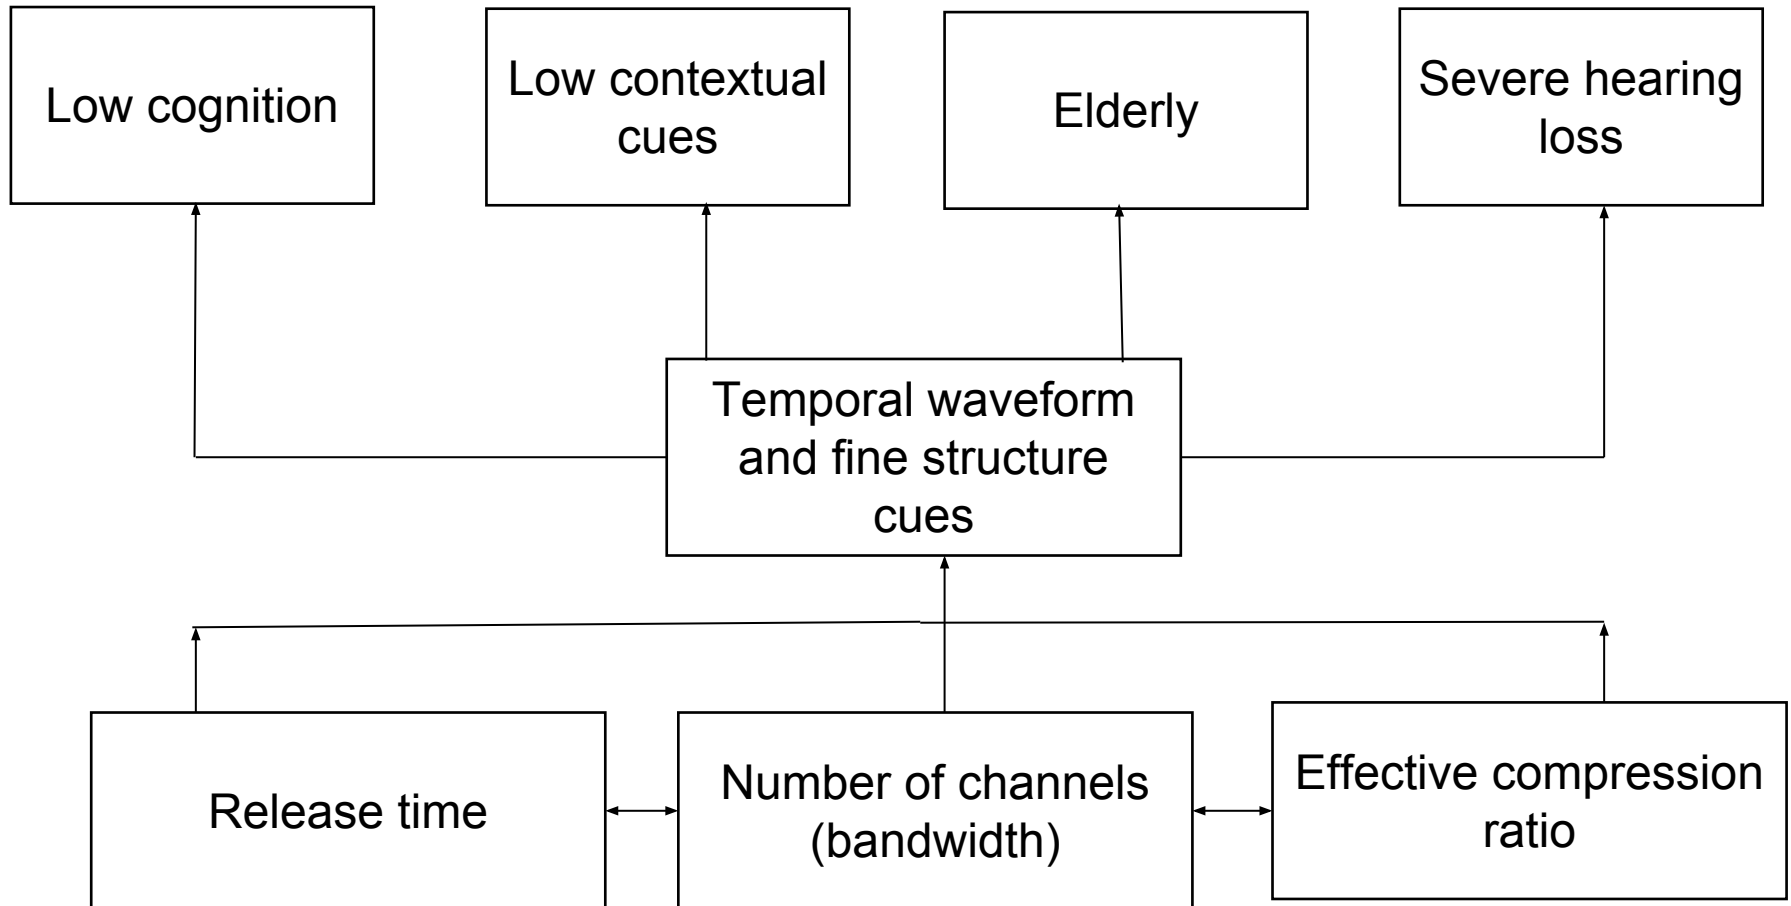 Low cognition
Low contextual
cues
Elderly
Severe hearing
loss
Temporal waveform
and fine structure
cues
Release time
Number of channels
(bandwidth)
Effective compression
ratio